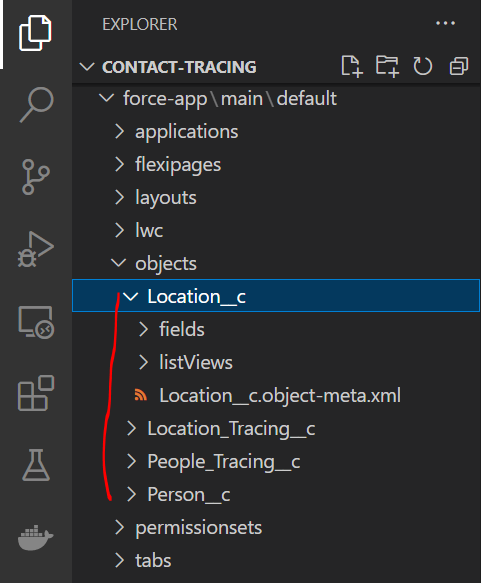 EXPLORER
CONTACT-TRACING
force-app\main\default
applications
flexipages
layouts
lwc
objects
Location__c
fields
listViews
Location__c.object-meta.xml
Location_Tracing__c
People_Tracing__c
Person__c
permissionsets
tabs